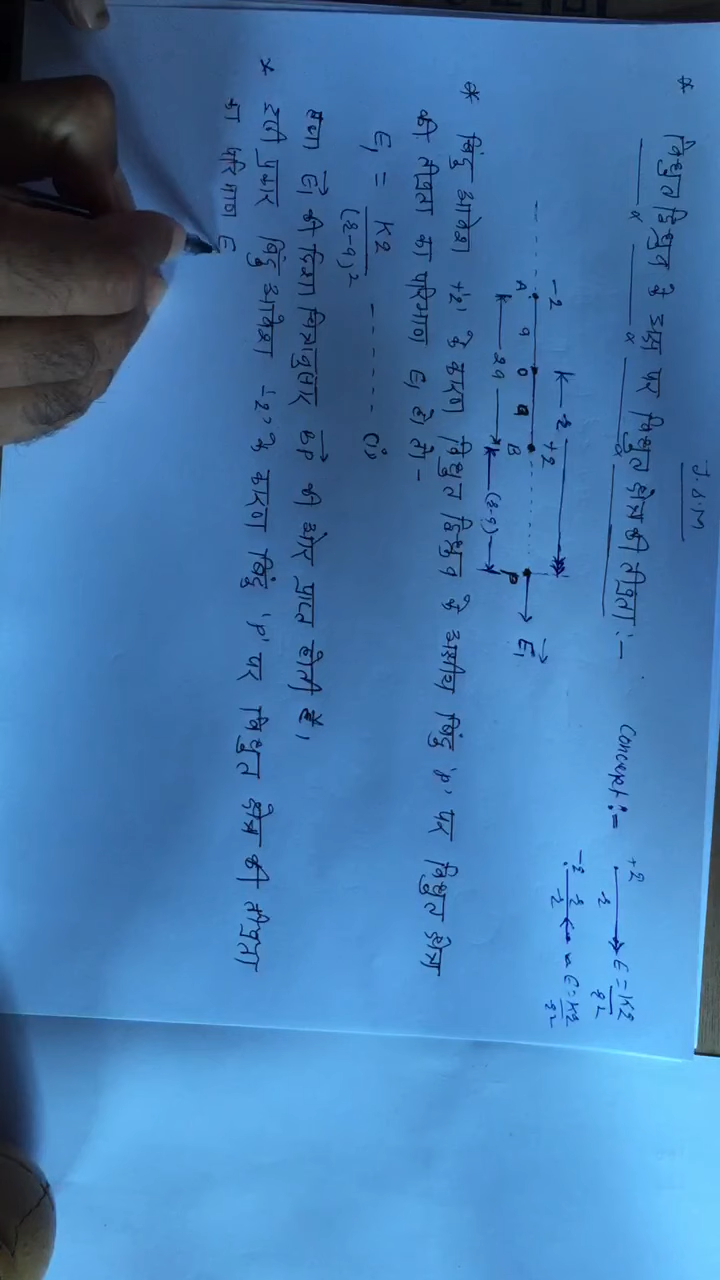 J.S.M
* विधुत द्विधुव के अक्ष पर विधुत क्षेत्र की तीव्रता :-
Concept :=
+q
r
E = kq/r²
-q
r
E = kq/r²
-q
r
+q
A
a
O
a
B
P
E₁
2a
(r-a)
* बिंदु आवेश '+q' के कारण विधुत द्विधुव के अक्षीय बिंदु 'P' पर विधुत क्षेत्र
की तीव्रता का परिमाण E₁ हो तो -
E₁ = kq/(r-a)² ------- (i)
तथा E₁ की दिशा चित्रानुसार BP की ओर प्राप्त होती है।
* इसी प्रकार बिंदु आवेश '-q' के कारण बिंदु 'P' पर विधुत क्षेत्र की तीव्रता
का परिमाण E